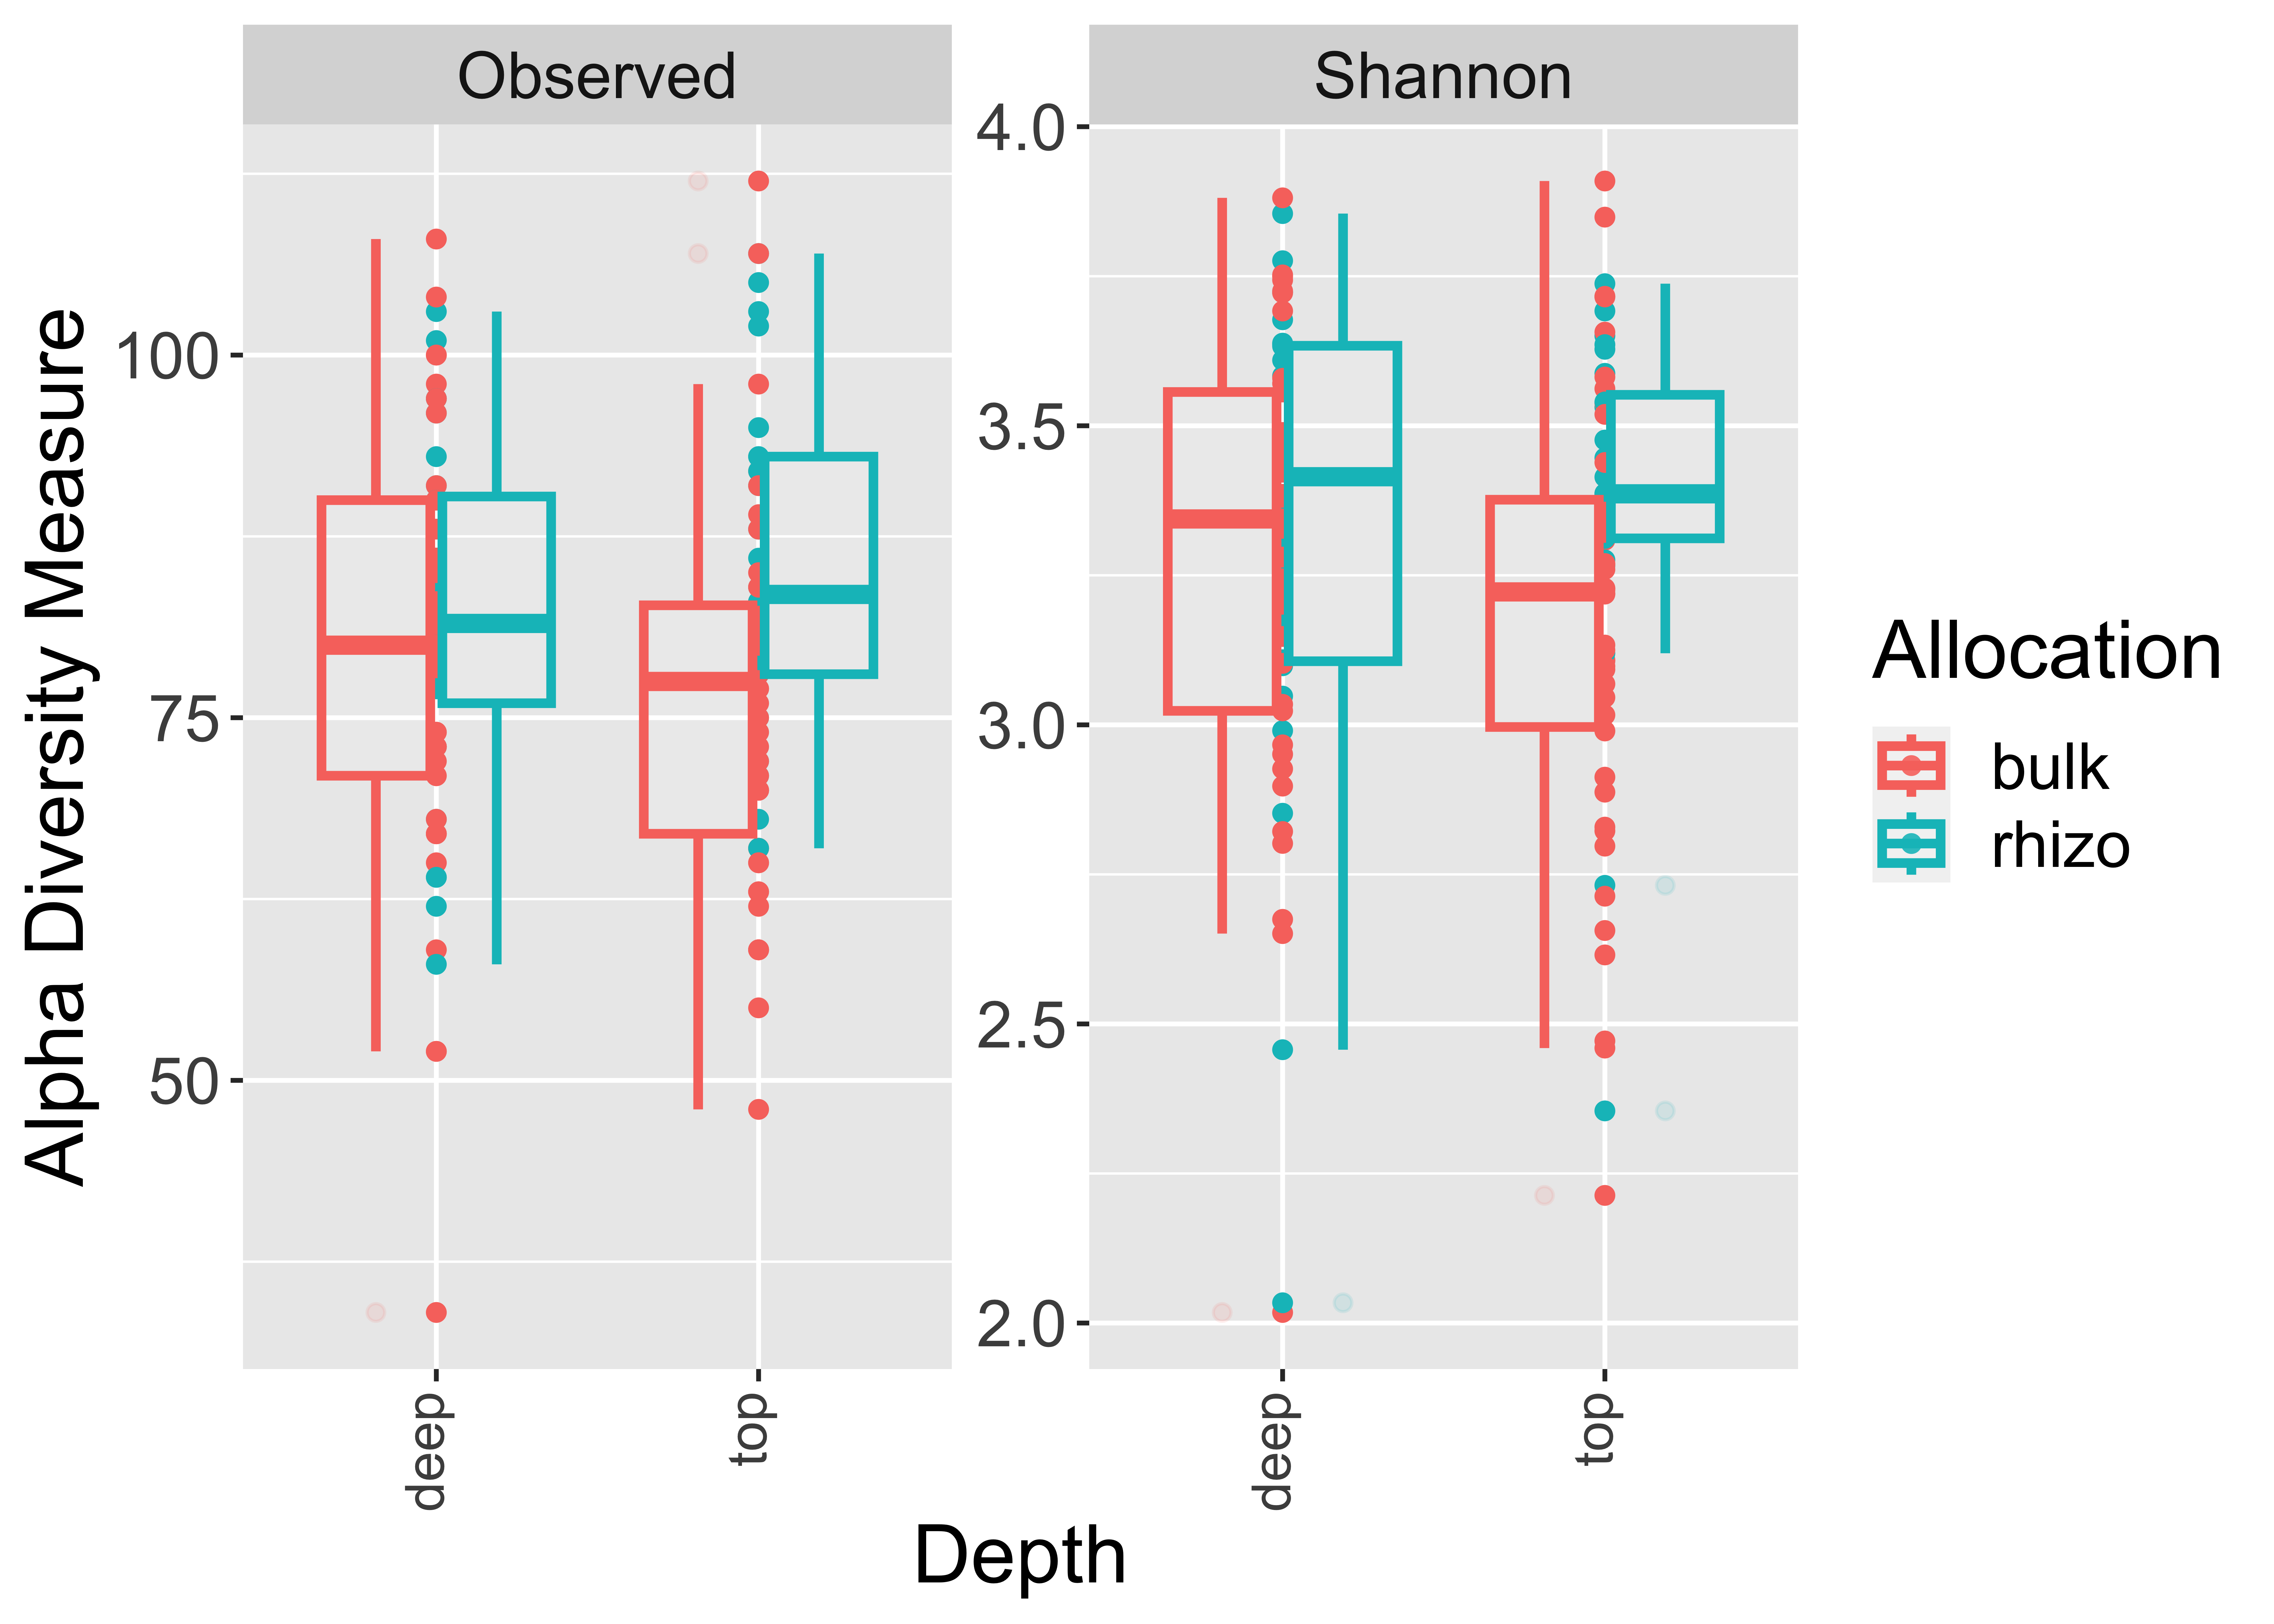 Observed
Shannon
Alpha Diversity Measure
100
75
50
4.0
3.5
3.0
2.5
2.0
deep
top
deep
top
Depth
Allocation
bulk
rhizo